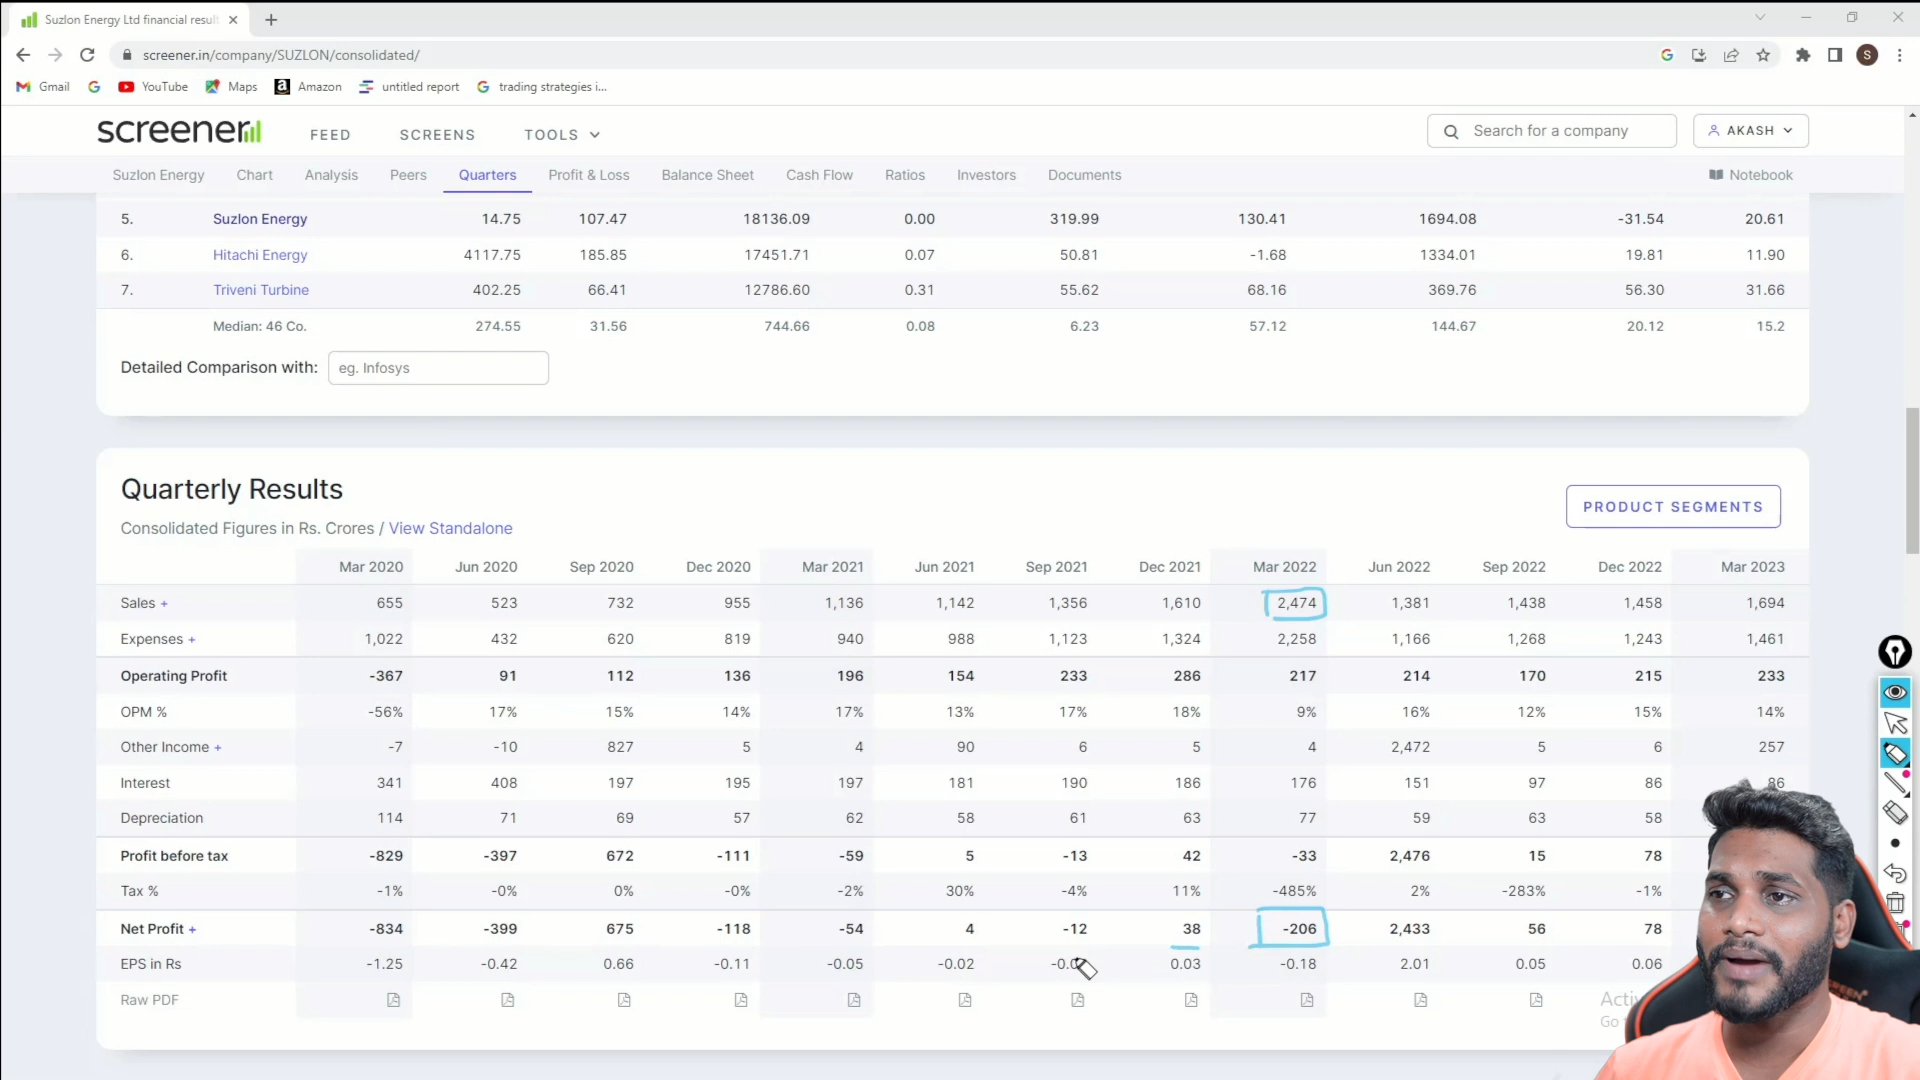 Suzlon Energy Ltd financial resul
screener.in/company/SUZLON/consolidated/
S
Gmail YouTube Maps Amazon untitled report trading strategies i...
screener FEED SCREENS TOOLS Search for a company AKASH
Suzlon Energy Chart Analysis Peers Quarters Profit & Loss Balance Sheet Cash Flow Ratios Investors Documents Notebook
5. Suzlon Energy 14.75 107.47 18136.09 0.00 319.99 130.41 1694.08 -31.54 20.61
6. Hitachi Energy 4117.75 185.85 17451.71 0.07 50.81 -1.68 1334.01 19.81 11.90
7. Triveni Turbine 402.25 66.41 12786.60 0.31 55.62 68.16 369.76 56.30 31.66
Median: 46 Co. 274.55 31.56 744.66 0.08 6.23 57.12 144.67 20.12 15.2
Detailed Comparison with: eg. Infosys
Quarterly Results
PRODUCT SEGMENTS
Consolidated Figures in Rs. Crores / View Standalone
Mar 2020 Jun 2020 Sep 2020 Dec 2020 Mar 2021 Jun 2021 Sep 2021 Dec 2021 Mar 2022 Jun 2022 Sep 2022 Dec 2022 Mar 2023
Sales + 655 523 732 955 1,136 1,142 1,356 1,610 2,474 1,381 1,438 1,458 1,694
Expenses + 1,022 432 620 819 940 988 1,123 1,324 2,258 1,166 1,268 1,243 1,461
Operating Profit -367 91 112 136 196 154 233 286 217 214 170 215 233
OPM % -56% 17% 15% 14% 17% 13% 17% 18% 9% 16% 12% 15% 14%
Other Income + -7 -10 827 5 4 90 6 5 4 2,472 5 6 257
Interest 341 408 197 195 197 181 190 186 176 151 97 86 86
Depreciation 114 71 69 57 62 58 61 63 77 59 63 58
Profit before tax -829 -397 672 -111 -59 5 -13 42 -33 2,476 15 78
Tax % -1% -0% 0% -0% -2% 30% -4% 11% -485% 2% -283% -1%
Net Profit + -834 -399 675 -118 -54 4 -12 38 -206 2,433 56 78
EPS in Rs -1.25 -0.42 0.66 -0.11 -0.05 -0.02 0.03 -0.18 2.01 0.05 0.06
Raw PDF